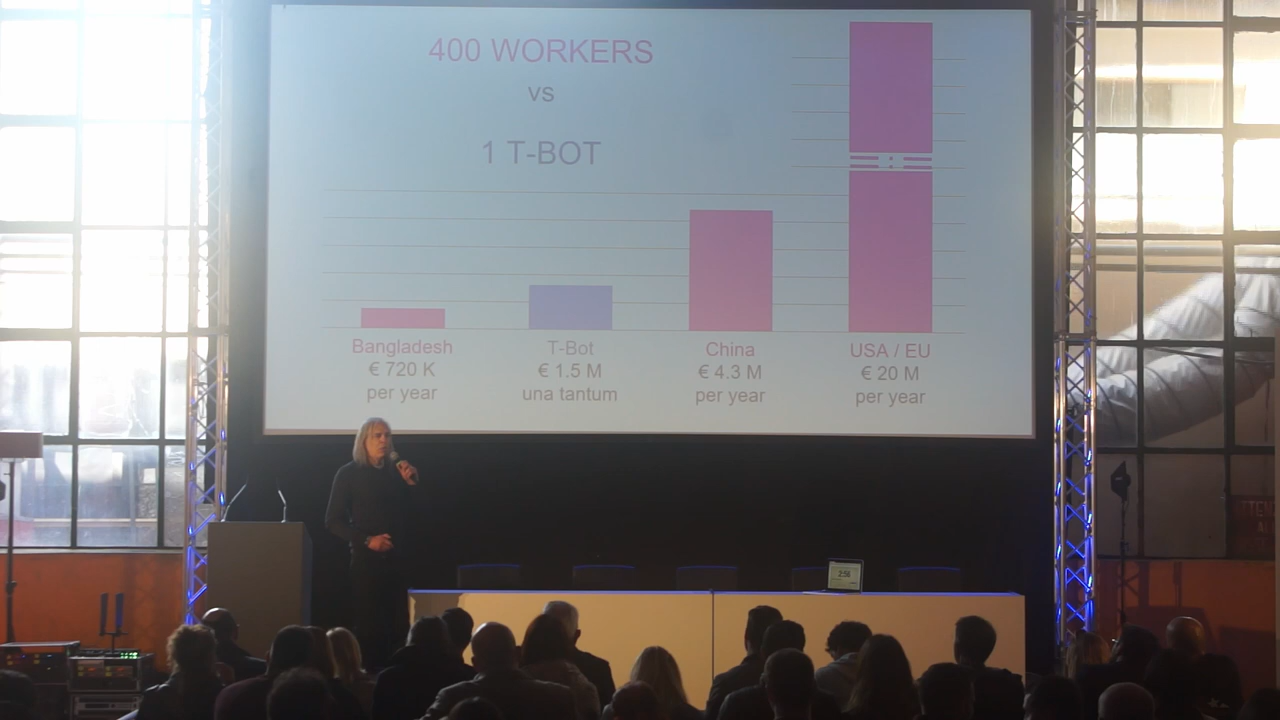 400 WORKERS
vs
1 T-BOT
Bangladesh
€ 720 K
per year
T-Bot
€ 1.5 M
una tantum
China
€ 4.3 M
per year
USA / EU
€ 20 M
per year
2:56